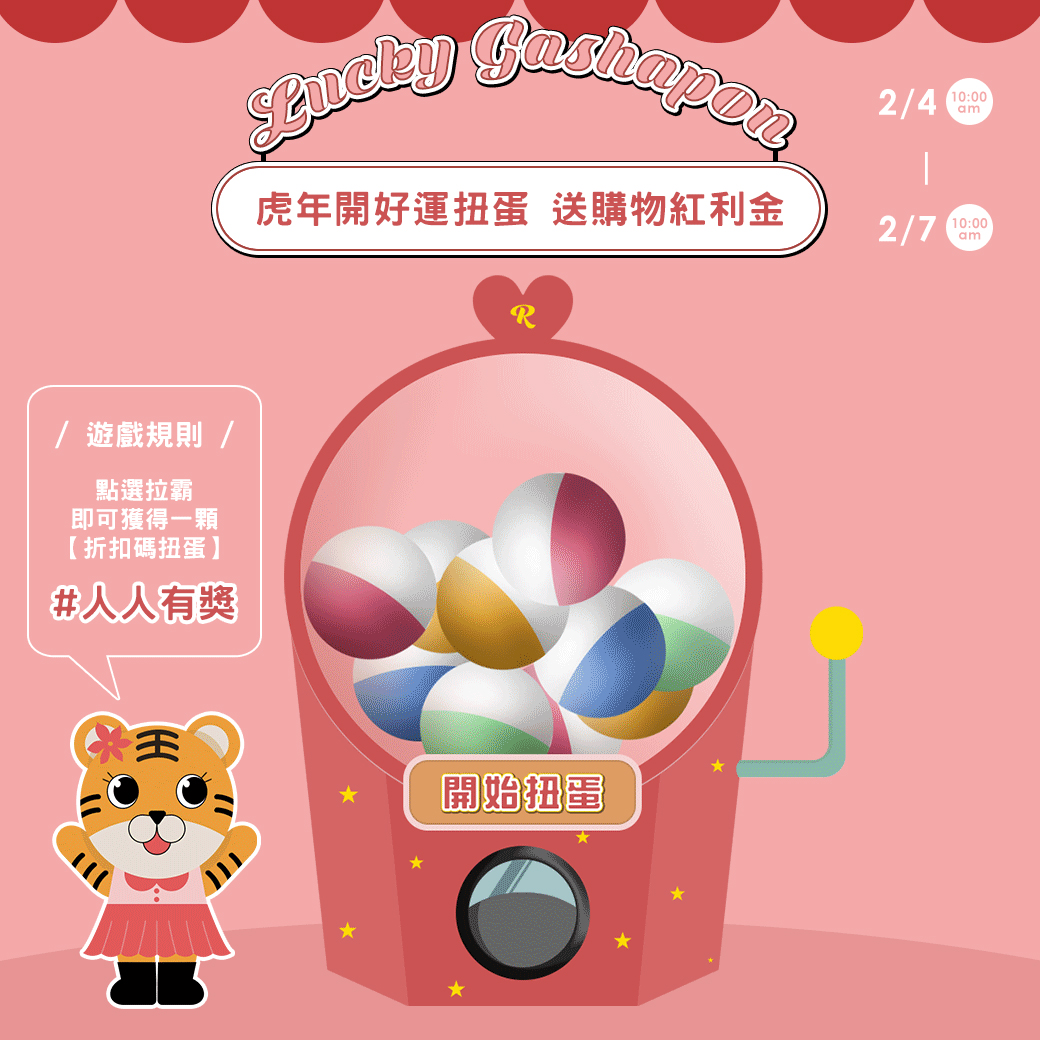 Lucky Gashapon
虎年開好運扭蛋 送購物紅利金
2/4 10:00 am
|
2/7 10:00 am
R
/ 遊戲規則 /
點選拉霸
即可獲得一顆
【折扣碼扭蛋】
#人人有獎
王
開始扭蛋